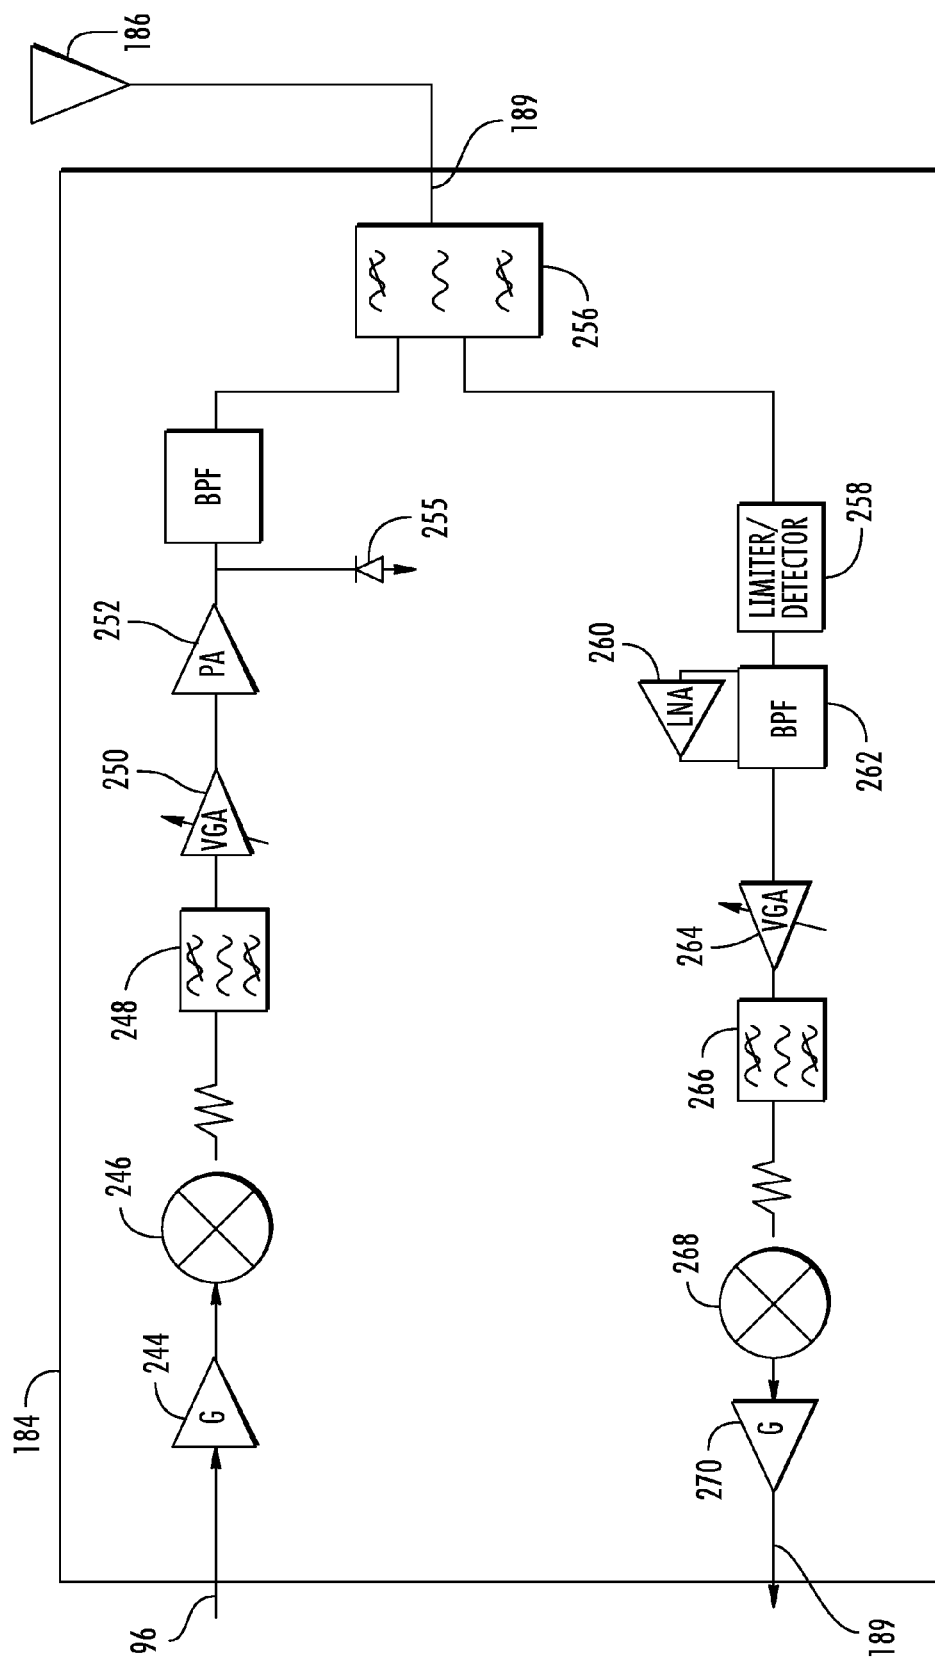 184
96
244
G
246
248
250
VGA
252
PA
255
BPF
256
189
186
258
LIMITER/
DETECTOR
260
LNA
BPF
262
264
VGA
266
268
270
G
189